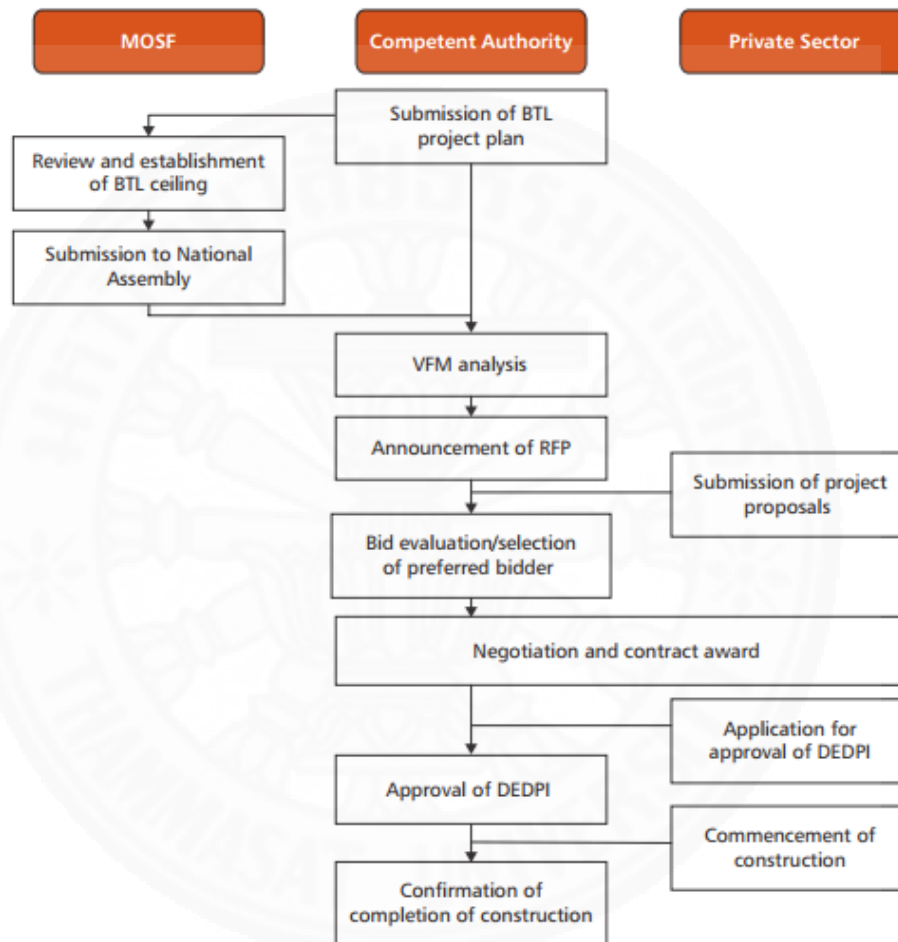 MOSF
Competent Authority
Private Sector
Submission of BTL
project plan
Review and establishment
of BTL ceiling
Submission to National
Assembly
VFM analysis
Announcement of RFP
Submission of project
proposals
Bid evaluation/selection
of preferred bidder
Negotiation and contract award
Application for
approval of DEDPI
Approval of DEDPI
Commencement of
construction
Confirmation of
completion of construction